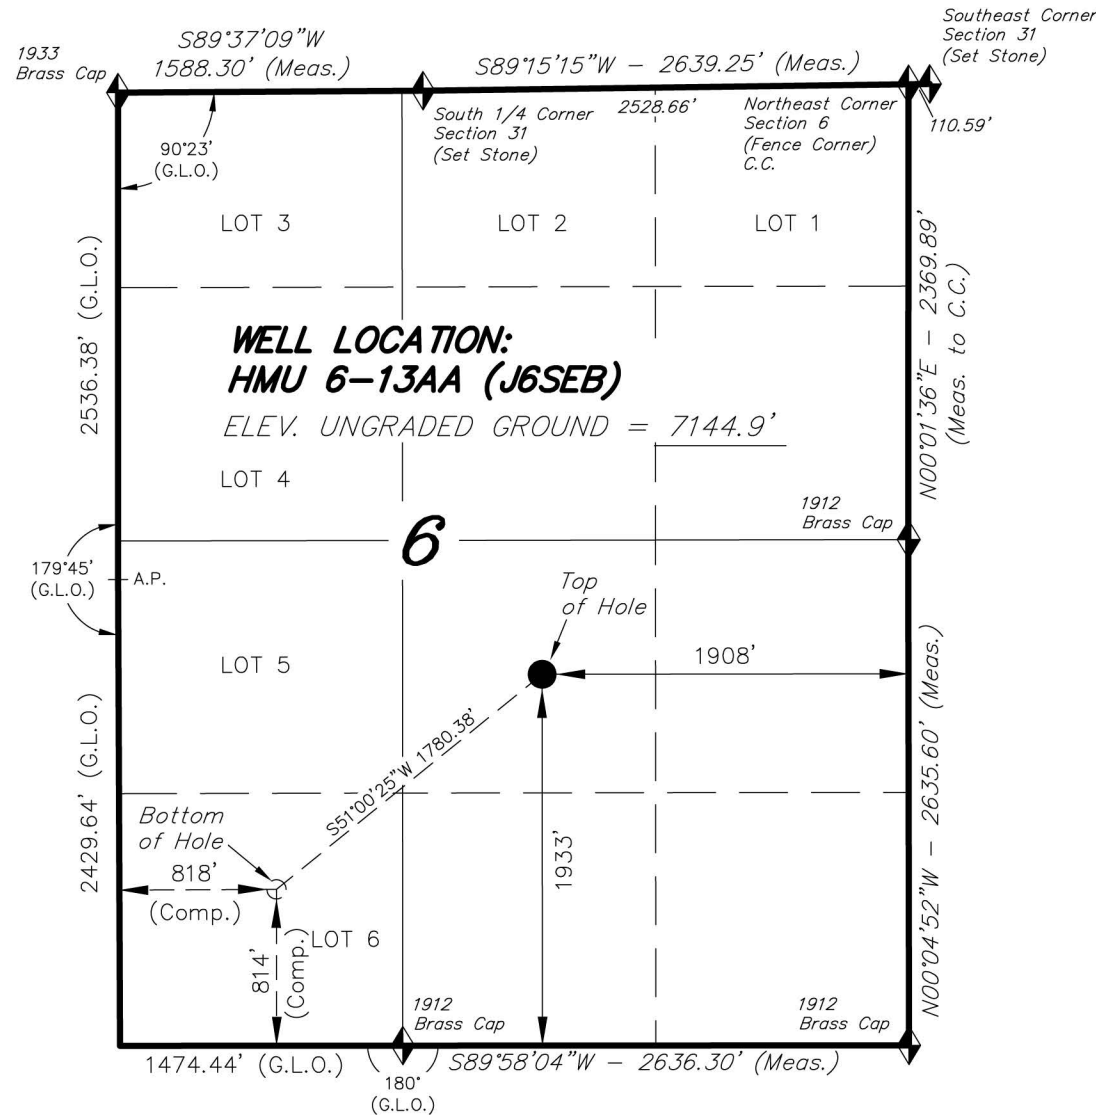 S89°37'09"W
1588.30' (Meas.)
1933
Brass Cap
S89°15'15"W – 2639.25' (Meas.)
Southeast Corner
Section 31
(Set Stone)
South 1/4 Corner
Section 31
(Set Stone)
2528.66'
Northeast Corner
Section 6
(Fence Corner)
C.C.
110.59'
90°23'
(G.L.O.)
LOT 3
LOT 2
LOT 1
2536.38' (G.L.O.)
N00°01'36"E – 2369.89'
(Meas. to C.C.)
WELL LOCATION:
HMU 6–13AA (J6SEB)
ELEV. UNGRADED GROUND = 7144.9'
LOT 4
1912
Brass Cap
6
179°45'
(G.L.O.)
A.P.
Top
of Hole
LOT 5
1908'
2429.64' (G.L.O.)
S51°00'25"W 1780.38'
N00°04'52"W – 2635.60' (Meas.)
Bottom
of Hole
818'
(Comp.)
1933'
814'
(Comp.)
LOT 6
1912
Brass Cap
1912
Brass Cap
1474.44' (G.L.O.)
180°
(G.L.O.)
S89°58'04"W – 2636.30' (Meas.)